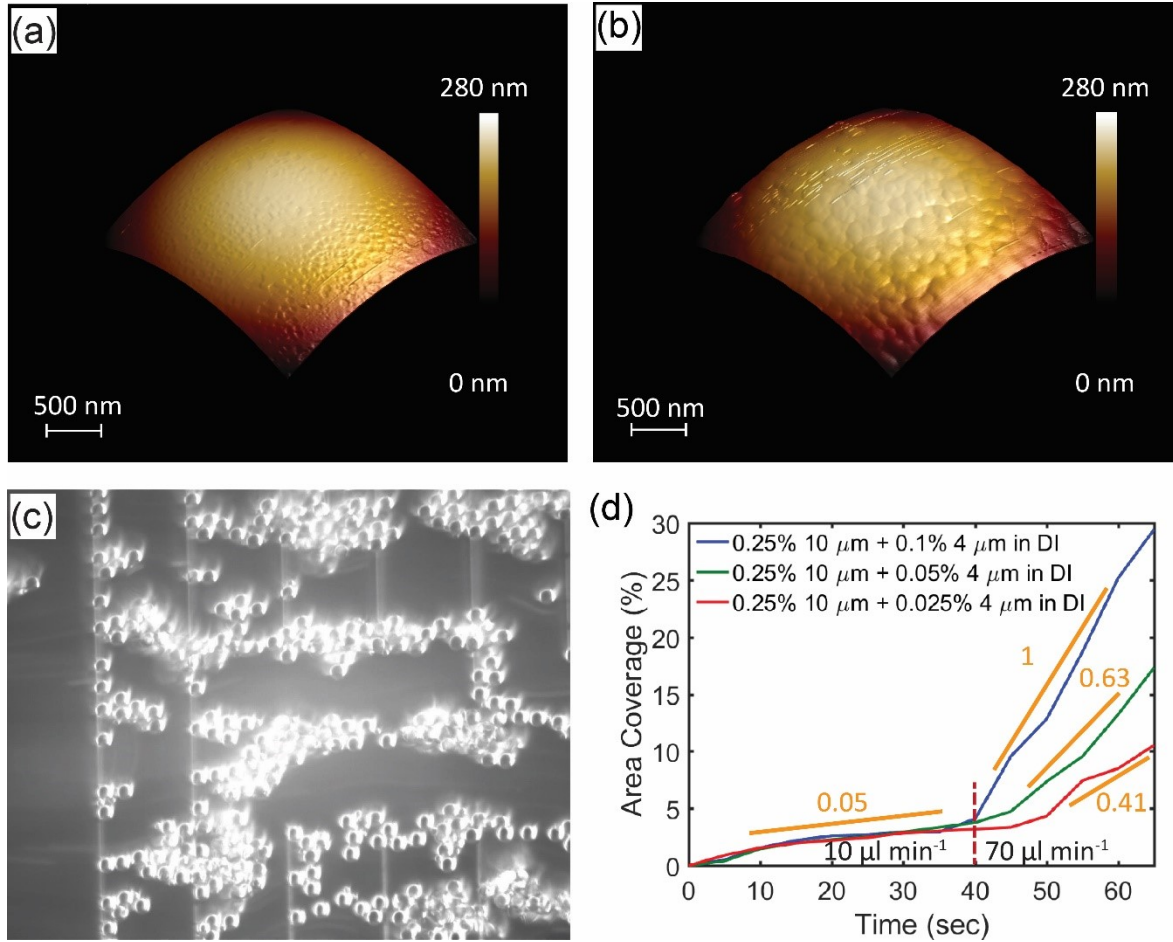 (a)
280 nm
0 nm
500 nm
(b)
280 nm
0 nm
500 nm
(c)
(d)
30
25
20
15
10
5
0
Area Coverage (%)
0.25% 10 μm + 0.1% 4 μm in DI
0.25% 10 μm + 0.05% 4 μm in DI
0.25% 10 μm + 0.025% 4 μm in DI
1
0.63
0.05
0.41
10 μl min⁻¹
70 μl min⁻¹
0 10 20 30 40 50 60
Time (sec)